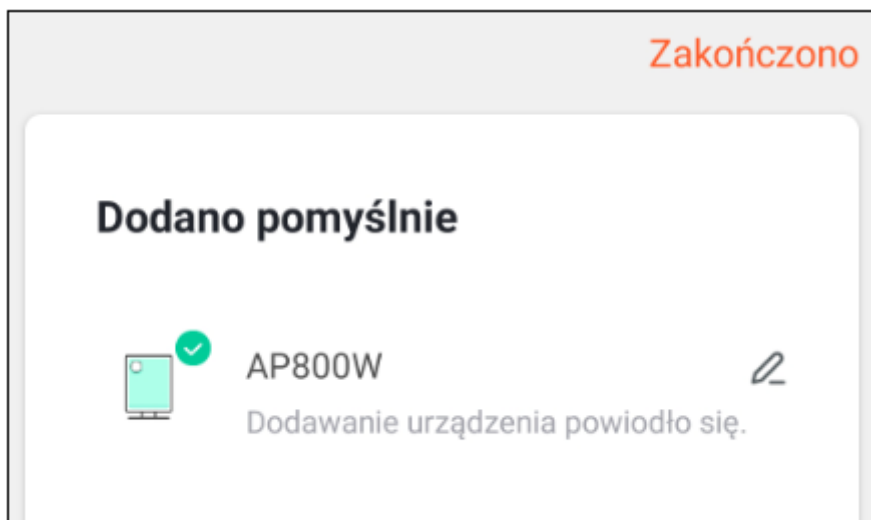 Zakończono
Dodano pomyślnie
AP800W
Dodawanie urządzenia powiodło się.